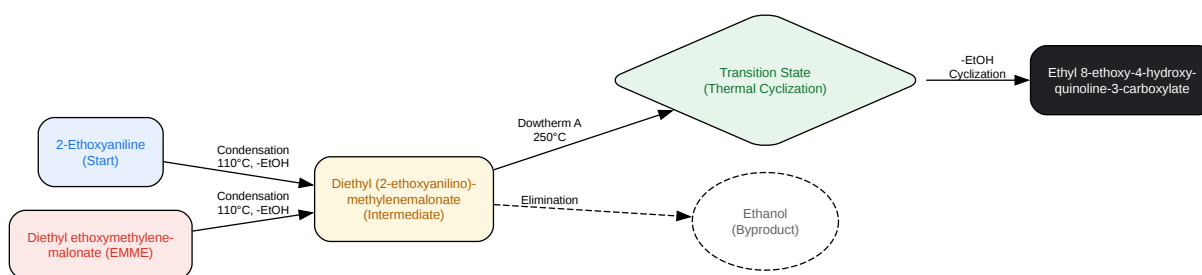 2-Ethoxyaniline
(Start)
Diethyl ethoxymethylene-
malonate (EMME)
Condensation
110°C, -EtOH
Condensation
110°C, -EtOH
Diethyl (2-ethoxyanilino)-
methylenemalonate
(Intermediate)
Dowtherm A
250°C
Elimination
Transition State
(Thermal Cyclization)
Ethanol
(Byproduct)
-EtOH
Cyclization
Ethyl 8-ethoxy-4-hydroxy-
quinoline-3-carboxylate